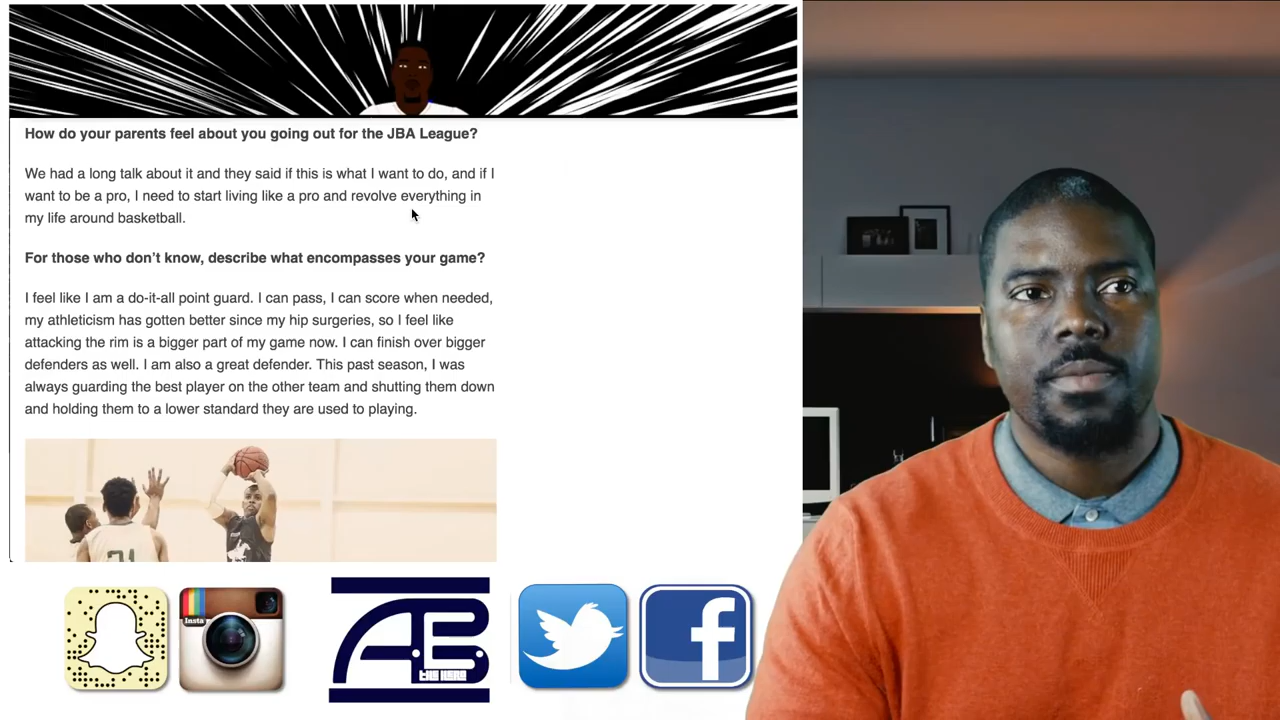 How do your parents feel about you going out for the JBA League?
We had a long talk about it and they said if this is what I want to do, and if I
want to be a pro, I need to start living like a pro and revolve everything in
my life around basketball.
For those who don’t know, describe what encompasses your game?
I feel like I am a do-it-all point guard. I can pass, I can score when needed,
my athleticism has gotten better since my hip surgeries, so I feel like
attacking the rim is a bigger part of my game now. I can finish over bigger
defenders as well. I am also a great defender. This past season, I was
always guarding the best player on the other team and shutting them down
and holding them to a lower standard they are used to playing.
21
Insta
AB
f